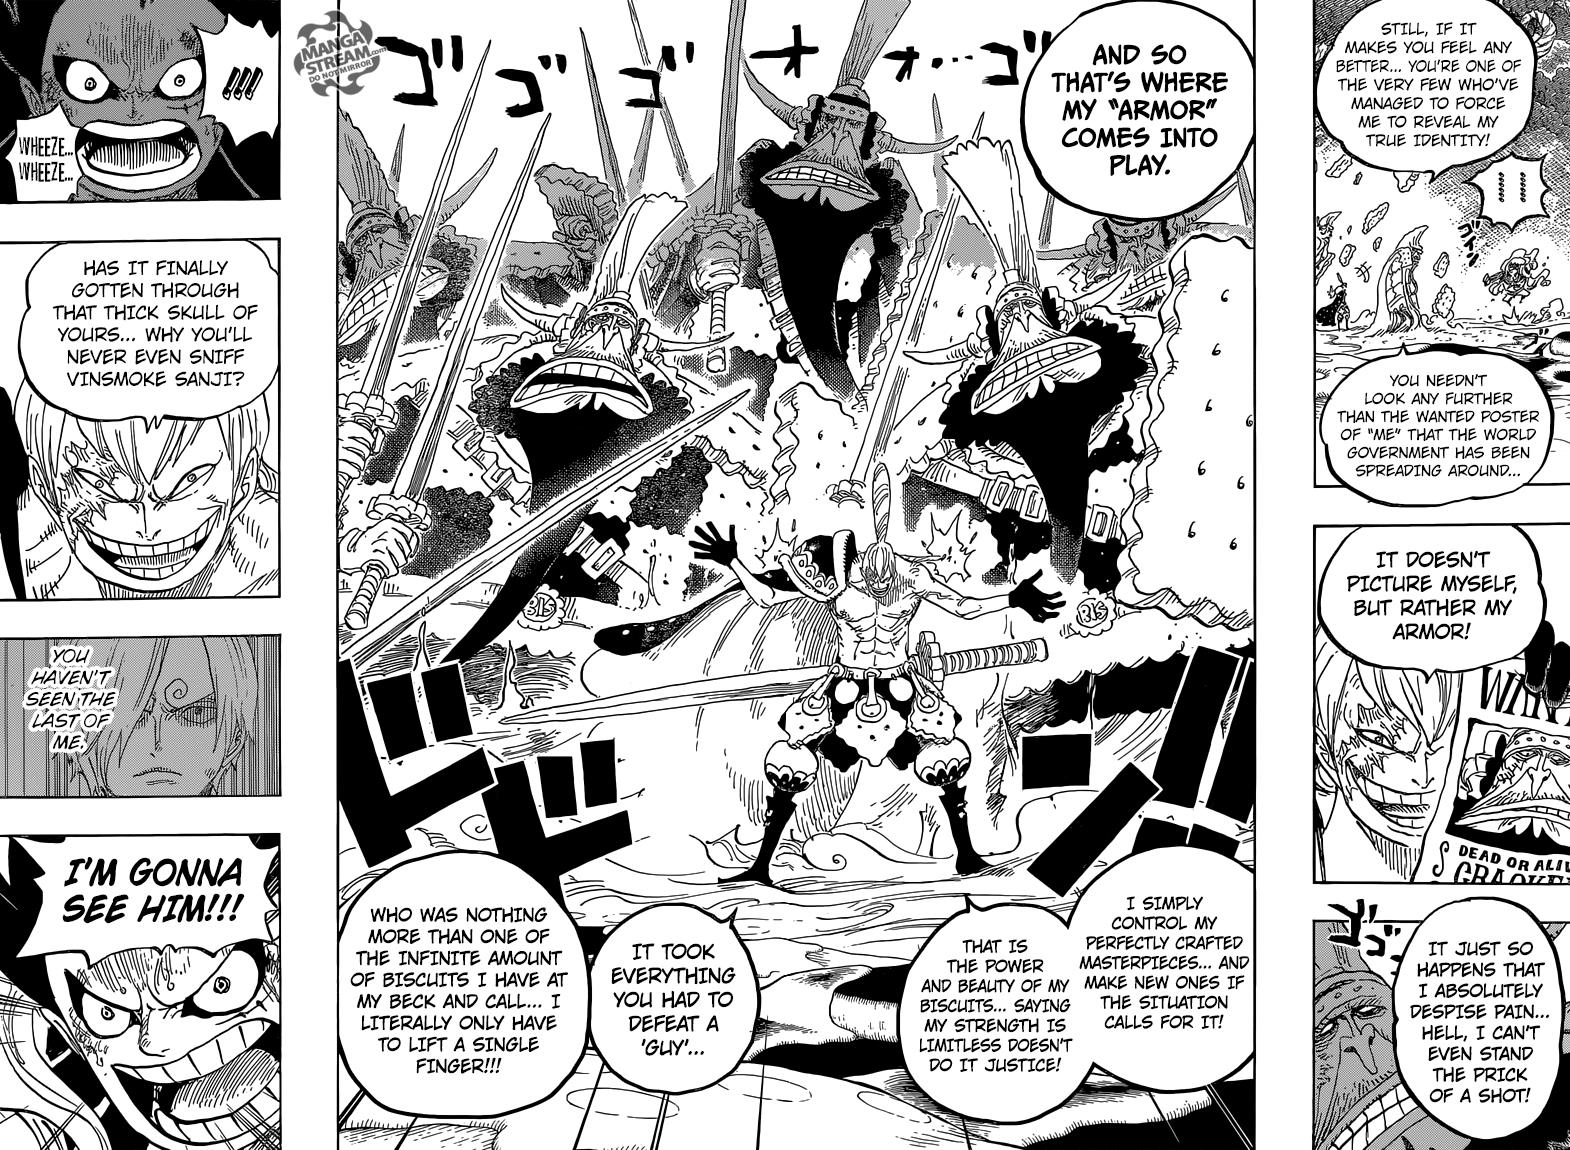 STILL, IF IT
MAKES YOU FEEL ANY
BETTER... YOU'RE ONE OF
THE VERY FEW WHO'VE
MANAGED TO FORCE
ME TO REVEAL MY
TRUE IDENTITY!
!!!!!!
ゴイン
YOU NEEDN'T
LOOK ANY FURTHER
THAN THE WANTED POSTER
OF "ME" THAT THE WORLD
GOVERNMENT HAS BEEN
SPREADING AROUND...
IT DOESN'T
PICTURE MYSELF,
BUT RATHER MY
ARMOR!
DEAD OR ALIV
IT JUST SO
HAPPENS THAT
I ABSOLUTELY
DESPISE PAIN...
HELL, I CAN'T
EVEN STAND
THE PRICK
OF A SHOT!
AND SO
THAT'S WHERE
MY "ARMOR"
COMES INTO
PLAY.
ゴゴゴオオ…ゴ
BIS
BIS
ドドン
I SIMPLY
CONTROL MY
PERFECTLY CRAFTED
MASTERPIECES... AND
MAKE NEW ONES IF
THE SITUATION
CALLS FOR IT!
THAT IS
THE POWER
AND BEAUTY OF MY
BISCUITS... SAYING
MY STRENGTH IS
LIMITLESS DOESN'T
DO IT JUSTICE!
IT TOOK
EVERYTHING
YOU HAD TO
DEFEAT A
'GUY'...
WHO WAS NOTHING
MORE THAN ONE OF
THE INFINITE AMOUNT
OF BISCUITS I HAVE AT
MY BECK AND CALL... I
LITERALLY ONLY HAVE
TO LIFT A SINGLE
FINGER!!!
MANGA
STREAM.com
DO NOT MIRROR
!!!
WHEEZE...
WHEEZE...
HAS IT FINALLY
GOTTEN THROUGH
THAT THICK SKULL OF
YOURS... WHY YOU'LL
NEVER EVEN SNIFF
VINSMOKE SANJI?
YOU
HAVEN'T
SEEN THE
LAST OF
ME.
I'M GONNA
SEE HIM!!!